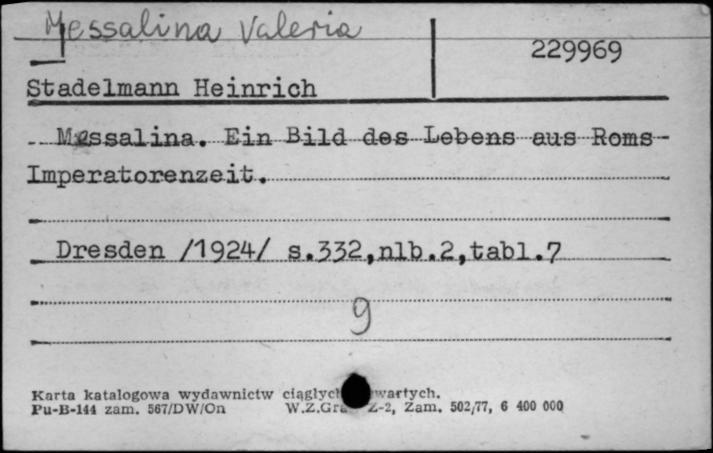 Messalina Valeria
229969
Stadelmann Heinrich
Messalina. Ein Bild des Lebens aus Roms
Imperatorenzeit.
Dresden /1924/ s.332,nlb.2,tabl.7
9
Karta katalogowa wydawnictw ciągłyc wartych.
Pu-B-144 zam. 567/DW/On W.Z.Gra Z-2, Zam. 502/77, 6 400 000